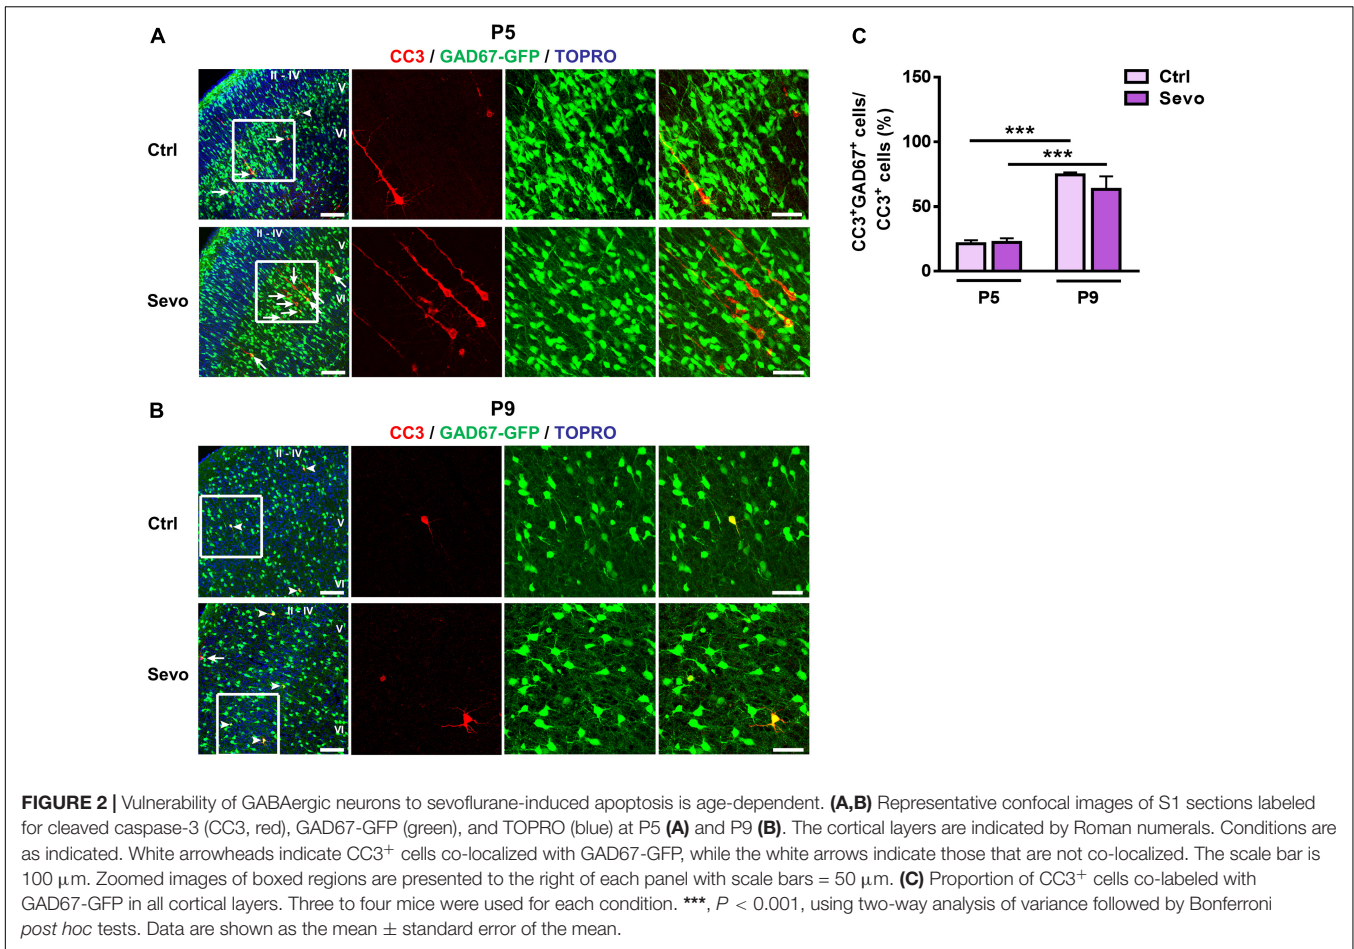 A
P5
CC3 / GAD67-GFP / TOPRO
Ctrl
II - IV
V
VI
Sevo
II - IV
V
VI
B
P9
CC3 / GAD67-GFP / TOPRO
Ctrl
II - IV
V
VI
Sevo
II - IV
V
VI
C
CC3+GAD67+ cells/
CC3+ cells (%)
150
100
50
0
***
***
P5
P9
Ctrl
Sevo
FIGURE 2 | Vulnerability of GABAergic neurons to sevoflurane-induced apoptosis is age-dependent. (A,B) Representative confocal images of S1 sections labeled
for cleaved caspase-3 (CC3, red), GAD67-GFP (green), and TOPRO (blue) at P5 (A) and P9 (B). The cortical layers are indicated by Roman numerals. Conditions are
as indicated. White arrowheads indicate CC3+ cells co-localized with GAD67-GFP, while the white arrows indicate those that are not co-localized. The scale bar is
100 μm. Zoomed images of boxed regions are presented to the right of each panel with scale bars = 50 μm. (C) Proportion of CC3+ cells co-labeled with
GAD67-GFP in all cortical layers. Three to four mice were used for each condition. ***, P < 0.001, using two-way analysis of variance followed by Bonferroni
post hoc tests. Data are shown as the mean ± standard error of the mean.